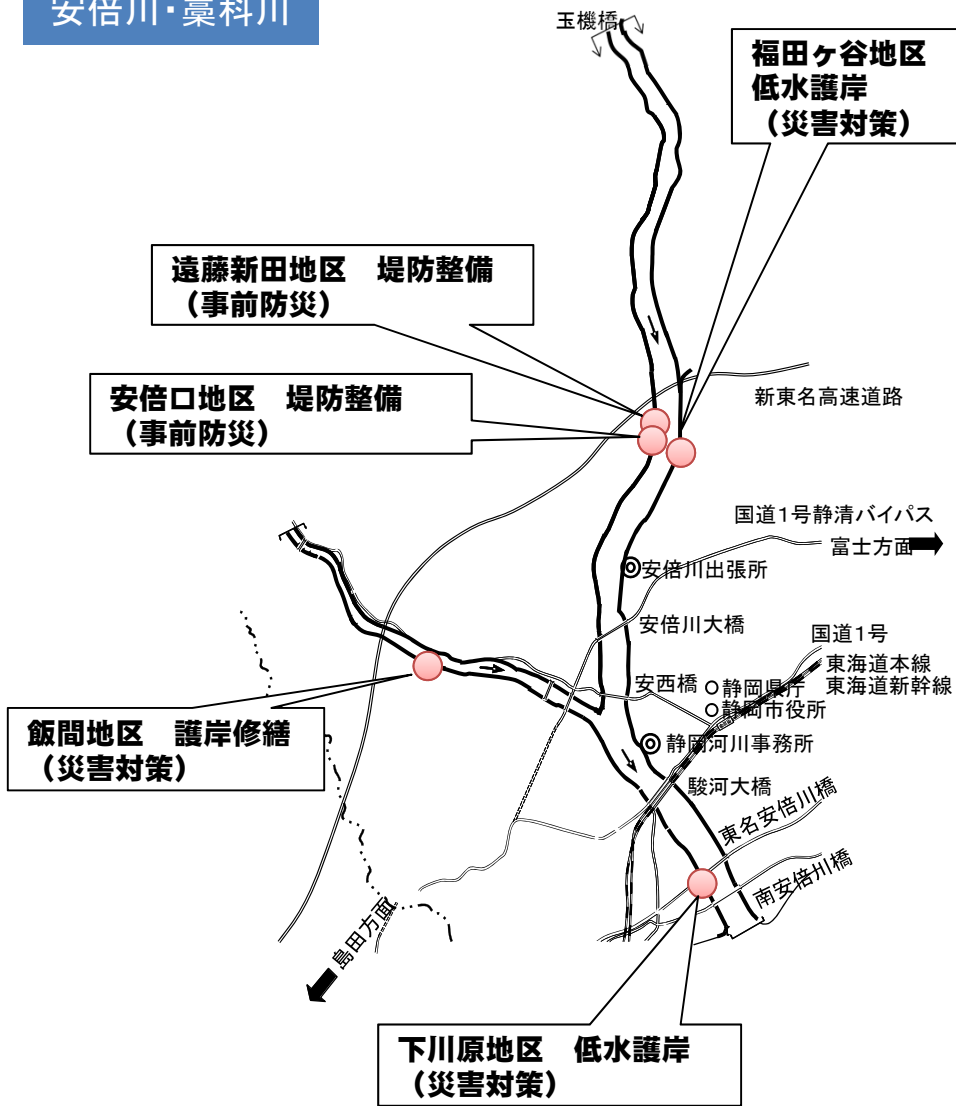 安倍川・藁科川
玉機橋
福田ヶ谷地区
低水護岸
(災害対策)
遠藤新田地区　堤防整備
(事前防災)
新東名高速道路
安倍口地区　堤防整備
(事前防災)
国道1号静清バイパス
富士方面
安倍川出張所
安倍川大橋
国道1号
東海道本線
東海道新幹線
安西橋
静岡県庁
静岡市役所
静岡河川事務所
飯間地区　護岸修繕
(災害対策)
駿河大橋
東名安倍川橋
南安倍川橋
島田方面
下川原地区　低水護岸
(災害対策)